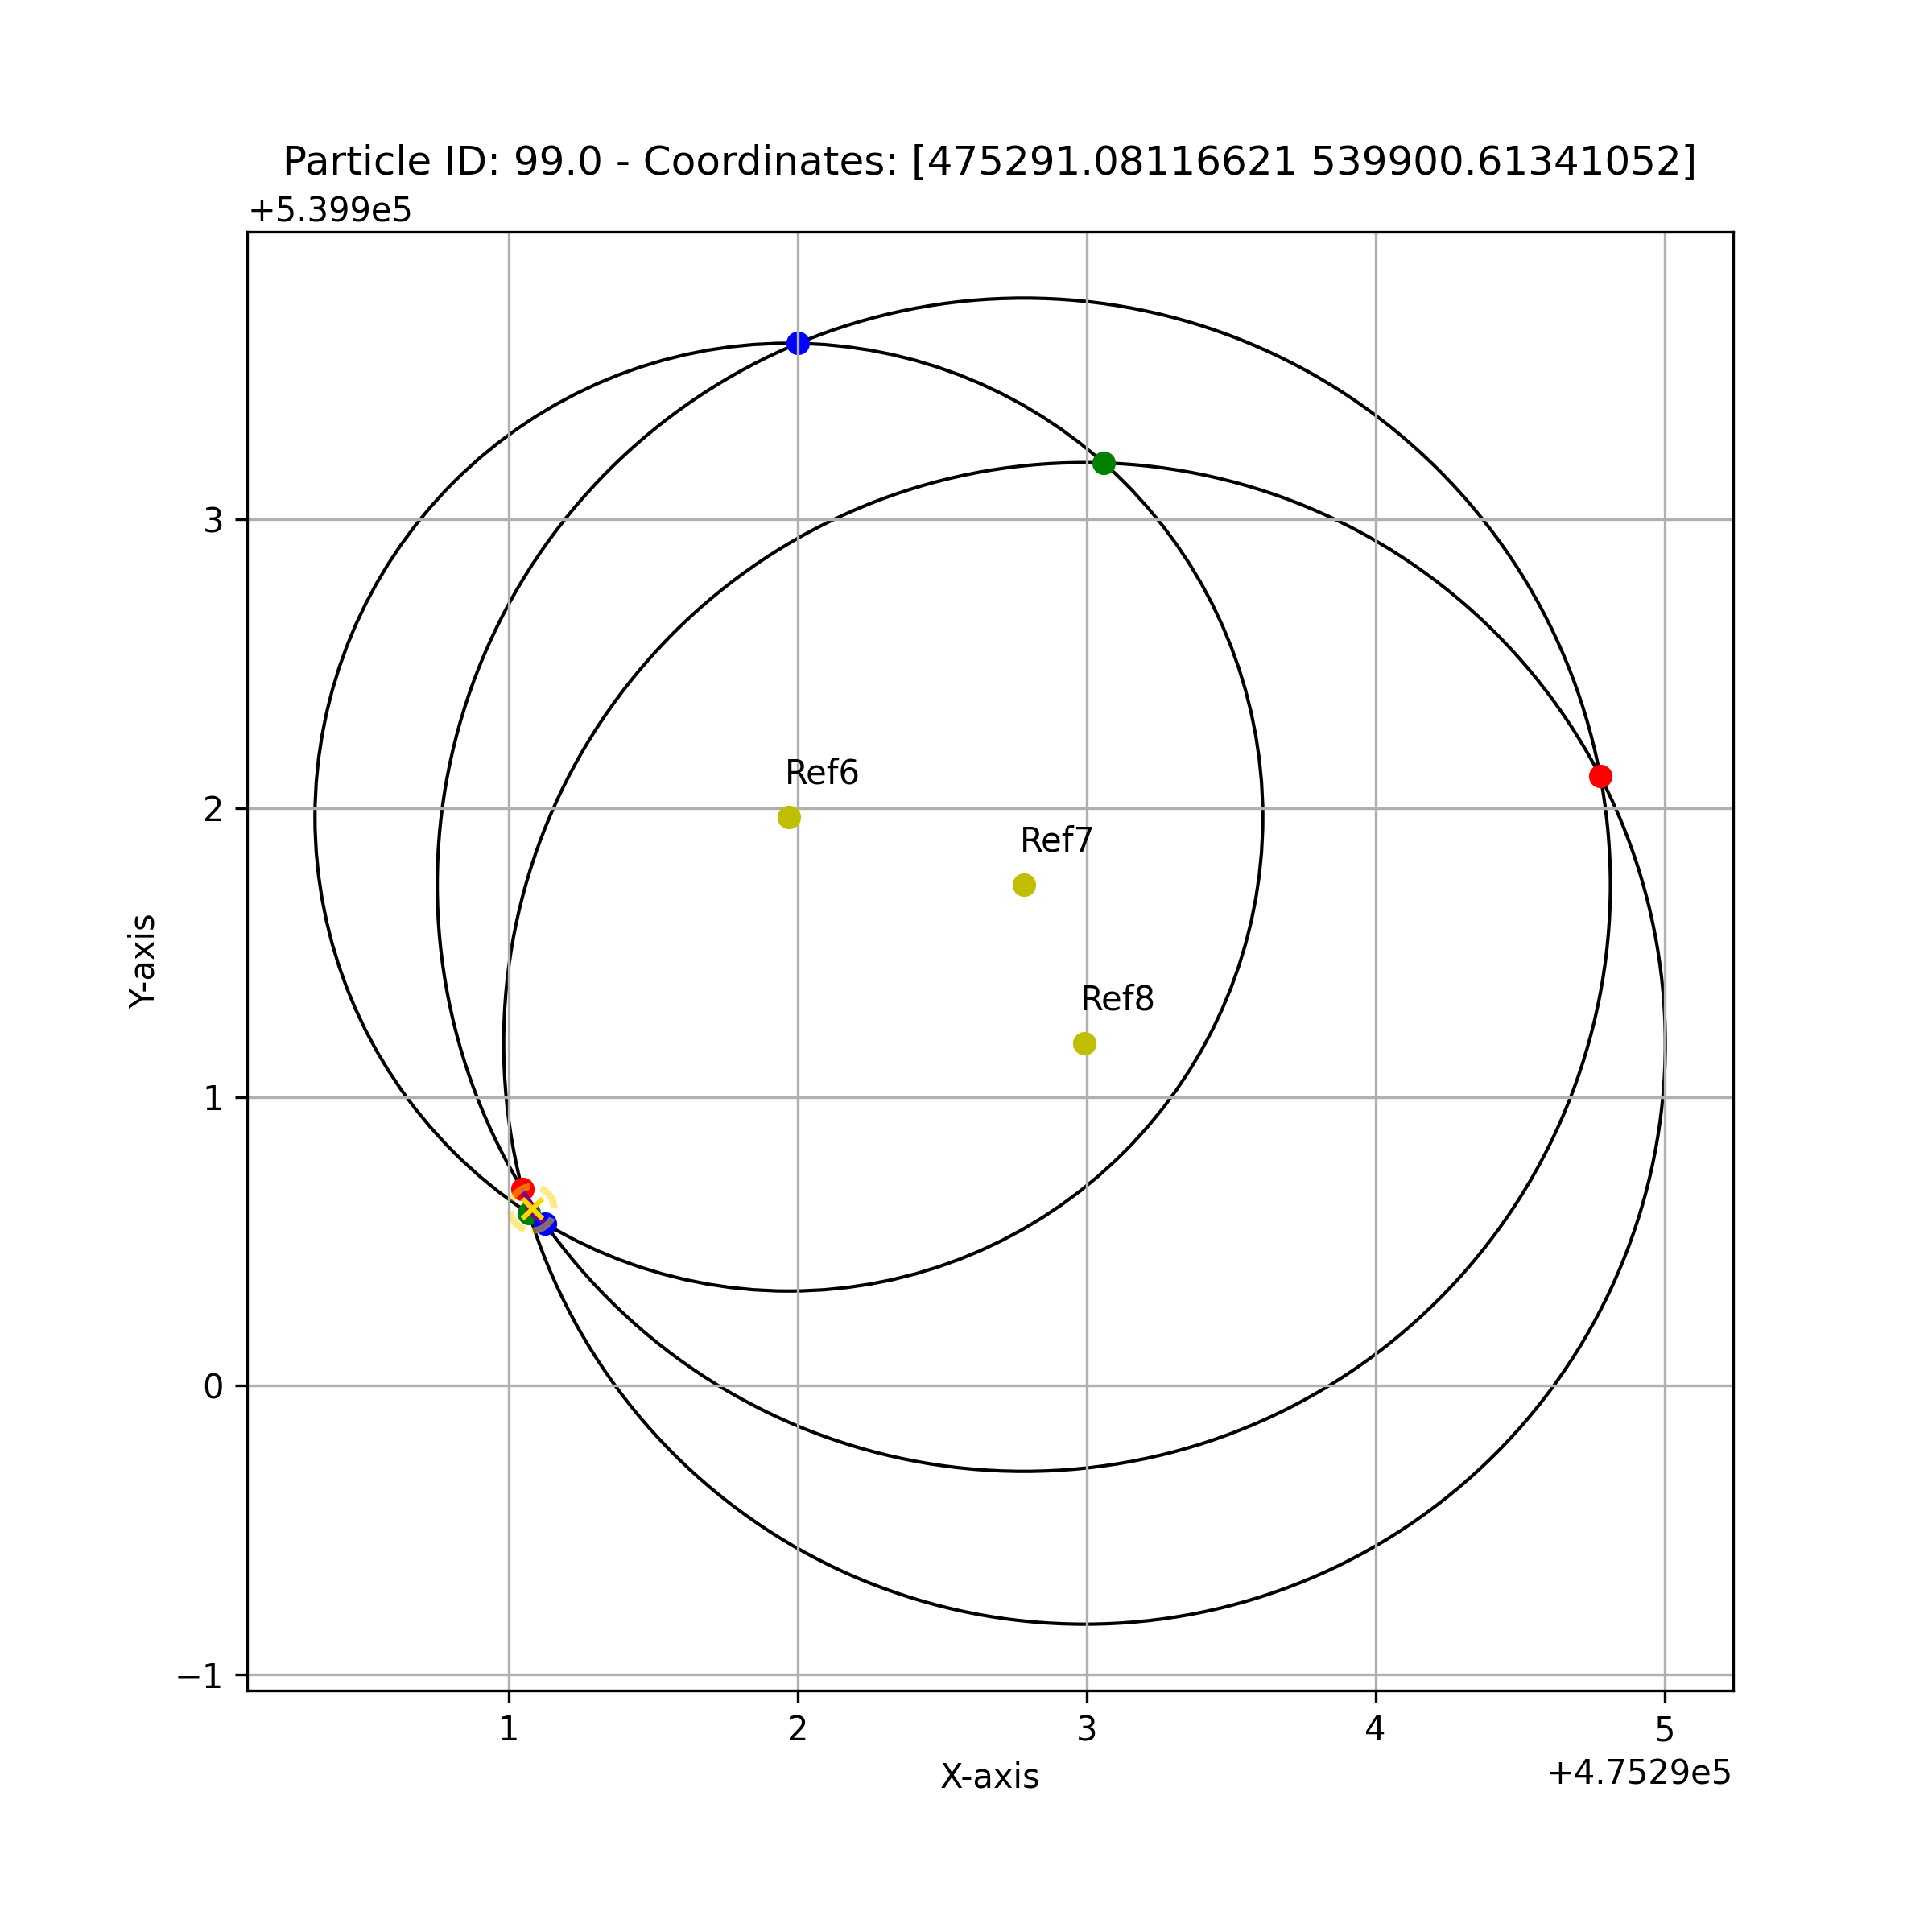 Particle ID: 99.0 - Coordinates: [475291.08116621 539900.61341052]
+5.399e5
3
2
1
0
−1
Y-axis
Ref6
Ref7
Ref8
1 2 3 4 5
X-axis
+4.7529e5